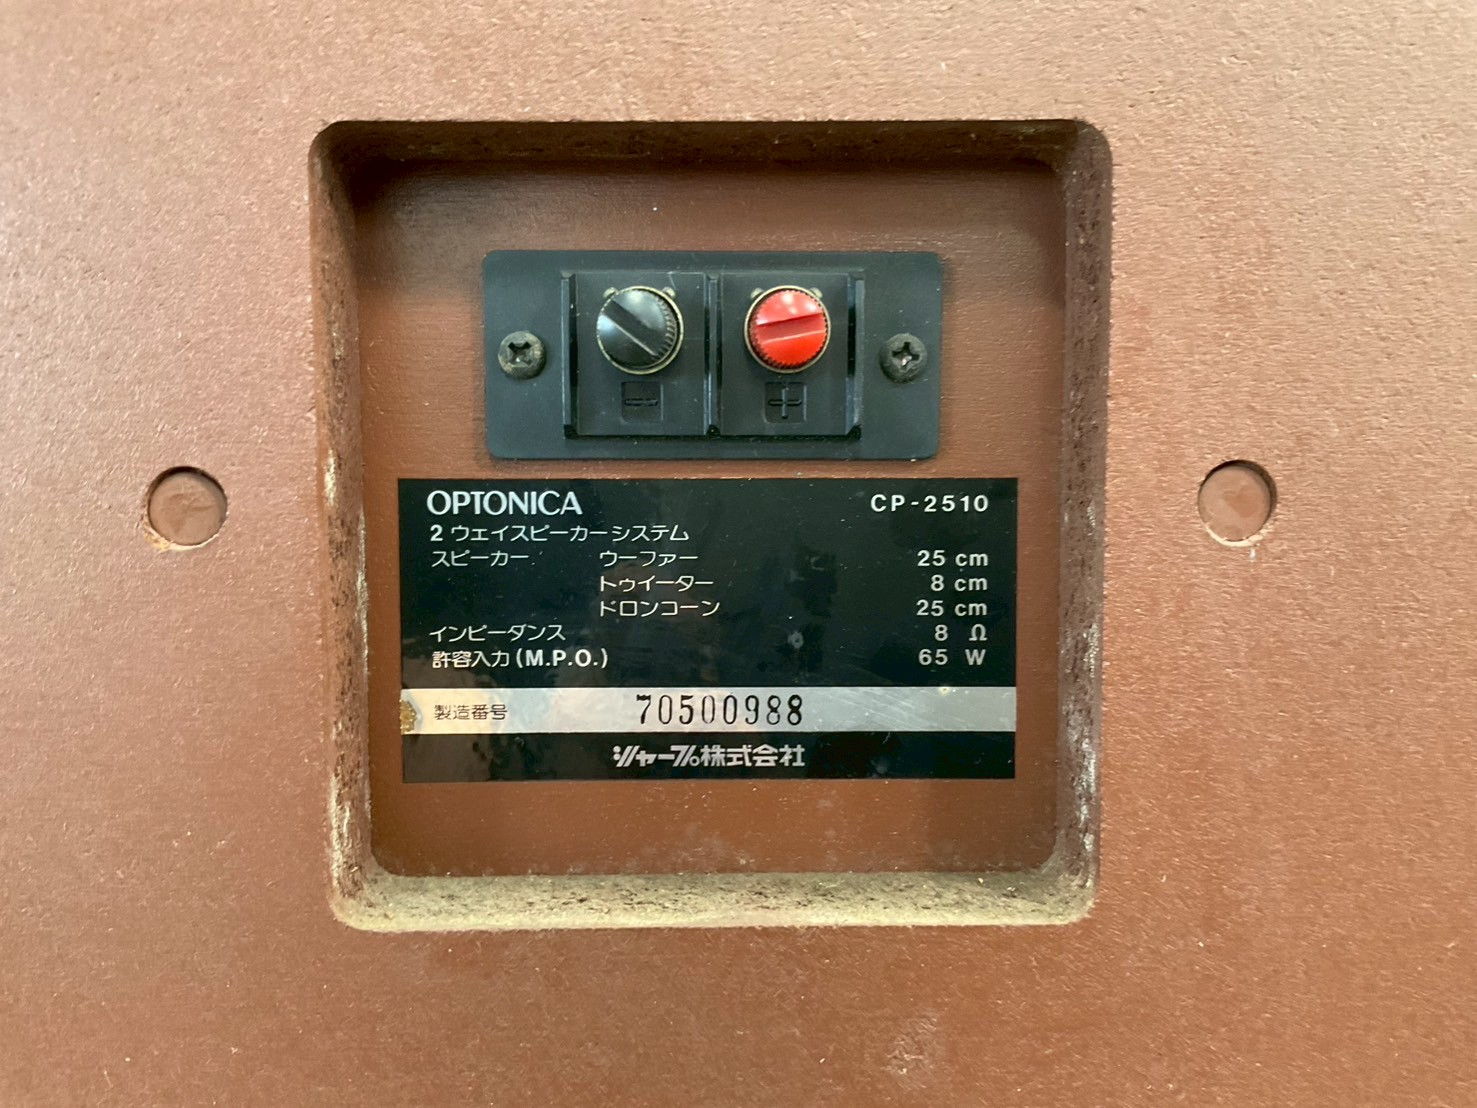 − +
OPTONICA CP-2510
2 ウェイスピーカーシステム
スピーカー ウーファー 25 cm
トゥイーター 8 cm
ドロンコーン 25 cm
インピーダンス 8 Ω
許容入力(M.P.O.) 65 W
製造番号 70500988
シャープ株式会社